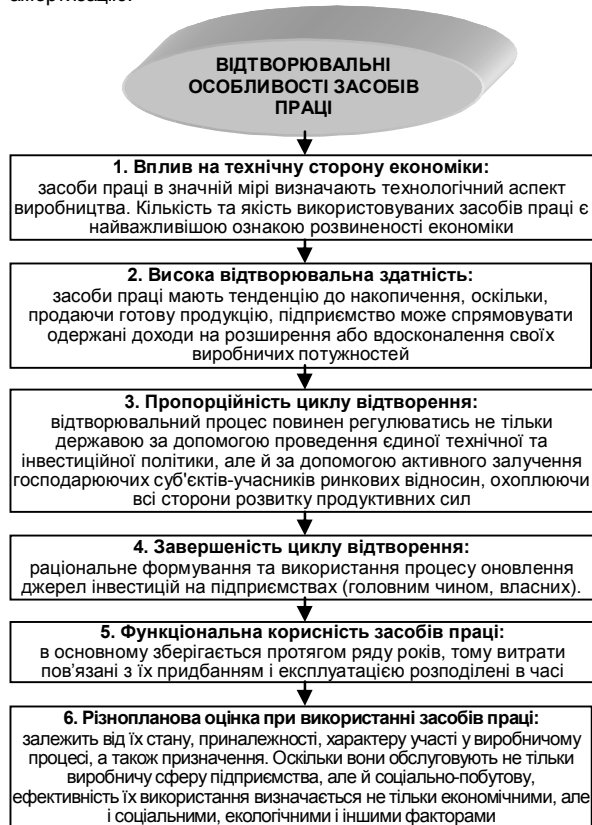 амортизацію.
ВІДТВОРЮВАЛЬНІ
ОСОБЛИВОСТІ ЗАСОБІВ
ПРАЦІ
1. Вплив на технічну сторону економіки:
засоби праці в значній мірі визначають технологічний аспект
виробництва. Кількість та якість використовуваних засобів праці є
найважливішою ознакою розвиненості економіки
2. Висока відтворювальна здатність:
засоби праці мають тенденцію до накопичення, оскільки,
продаючи готову продукцію, підприємство може спрямовувати
одержані доходи на розширення або вдосконалення своїх
виробничих потужностей
3. Пропорційність циклу відтворення:
відтворювальний процес повинен регулюватись не тільки
державою за допомогою проведення єдиної технічної та
інвестиційної політики, але й за допомогою активного залучення
господарюючих суб'єктів-учасників ринкових відносин, охоплюючи
всі сторони розвитку продуктивних сил
4. Завершеність циклу відтворення:
раціональне формування та використання процесу оновлення
джерел інвестицій на підприємствах (головним чином, власних).
5. Функціональна корисність засобів праці:
в основному зберігається протягом ряду років, тому витрати
пов’язані з їх придбанням і експлуатацією розподілені в часі
6. Різнопланова оцінка при використанні засобів праці:
залежить від їх стану, приналежності, характеру участі у виробничому
процесі, а також призначення. Оскільки вони обслуговують не тільки
виробничу сферу підприємства, але й соціально-побутову,
ефективність їх використання визначається не тільки економічними, але
і соціальними, екологічними і іншими факторами